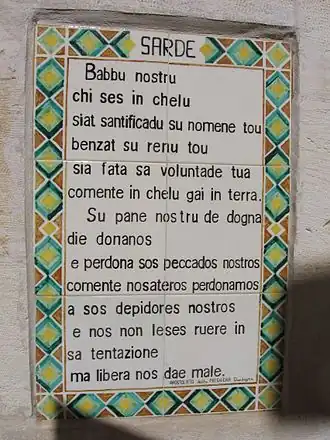 SARDE
Babbu nostru
chi ses in chelu
siat santificadu su nomene tou
benzat su renu tou
sia fata sa voluntade tua
comente in chelu gai in terra.
Su pane nostru de dogna
die donanos
e perdona sos peccados nostros
comente nosateros perdonamos
a sos depidores nostros
e nos non leses ruere in
sa tentazione
ma libera nos dae male.